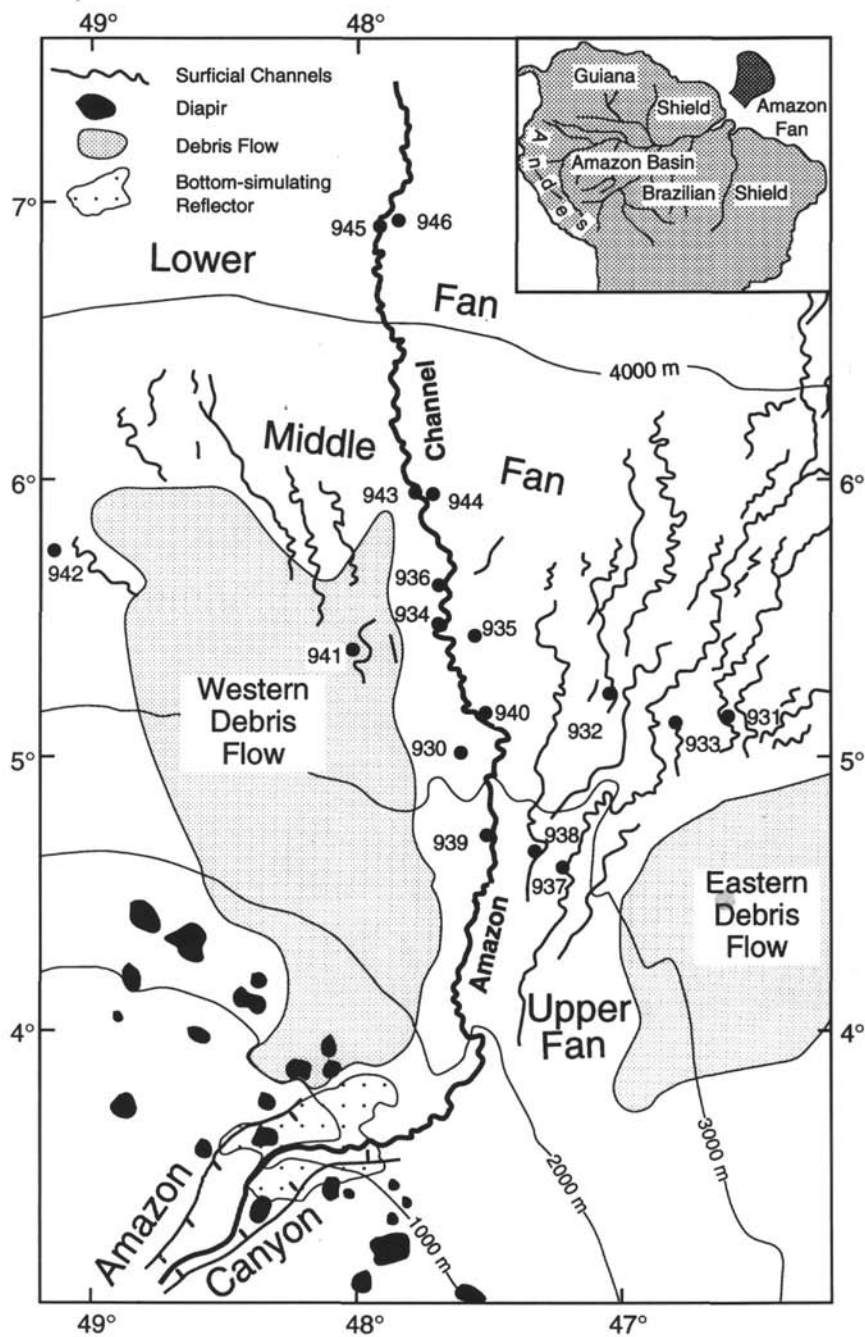 49°
48°
Surficial Channels
Diapir
Debris Flow
Bottom-simulating
Reflector
Guiana
Shield
Amazon
Fan
Andes
Amazon Basin
Brazilian
Shield
7°
7°
945
946
Lower
Fan
4000 m
Channel
Middle
Fan
6°
6°
943
944
942
936
934
935
941
Western
Debris
Flow
940
932
933
931
930
5°
5°
939
938
937
Eastern
Debris
Flow
Amazon
Upper
Fan
4°
4°
3000 m
2000 m
1000 m
Amazon
Canyon
49°
48°
47°